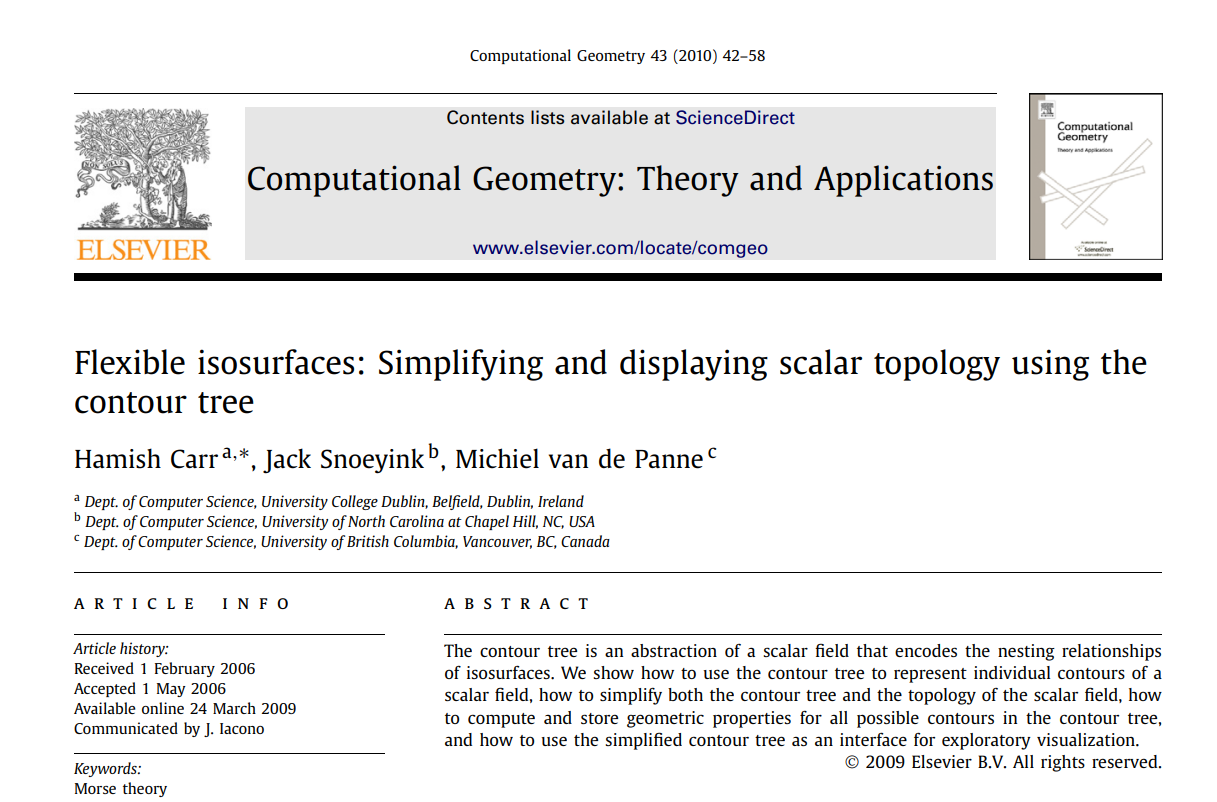 Computational Geometry 43 (2010) 42–58
Contents lists available at ScienceDirect
Computational Geometry: Theory and Applications
www.elsevier.com/locate/comgeo
ELSEVIER
Computational
Geometry
Theory and Applications
ScienceDirect
Flexible isosurfaces: Simplifying and displaying scalar topology using the
contour tree
Hamish Carr a,*, Jack Snoeyink b, Michiel van de Panne c
a Dept. of Computer Science, University College Dublin, Belfield, Dublin, Ireland
b Dept. of Computer Science, University of North Carolina at Chapel Hill, NC, USA
c Dept. of Computer Science, University of British Columbia, Vancouver, BC, Canada
ARTICLE INFO
Article history:
Received 1 February 2006
Accepted 1 May 2006
Available online 24 March 2009
Communicated by J. Iacono
Keywords:
Morse theory
ABSTRACT
The contour tree is an abstraction of a scalar field that encodes the nesting relationships
of isosurfaces. We show how to use the contour tree to represent individual contours of a
scalar field, how to simplify both the contour tree and the topology of the scalar field, how
to compute and store geometric properties for all possible contours in the contour tree,
and how to use the simplified contour tree as an interface for exploratory visualization.
© 2009 Elsevier B.V. All rights reserved.